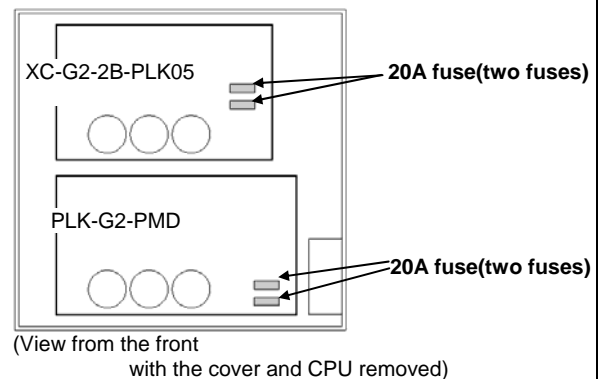 XC-G2-2B-PLK05
20A fuse(two fuses)
PLK-G2-PMD
20A fuse(two fuses)
(View from the front
with the cover and CPU removed)